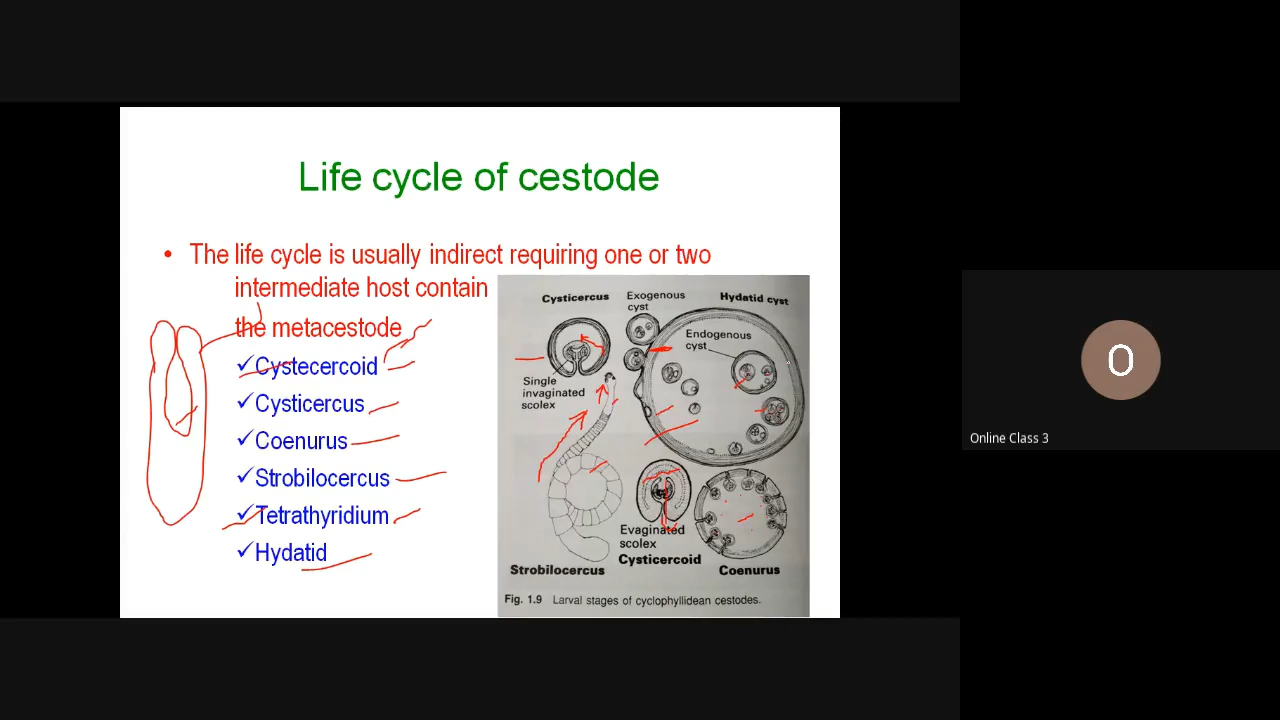 Life cycle of cestode
• The life cycle is usually indirect requiring one or two
intermediate host contain
the metacestode
✓Cystecercoid
✓Cysticercus
✓Coenurus
✓Strobilocercus
✓Tetrathyridium
✓Hydatid
Cysticercus
Exogenous
cyst
Hydatid cyst
Endogenous
cyst
Single
invaginated
scolex
Evaginated
scolex
Strobilocercus
Cysticercoid
Coenurus
Fig. 1.9 Larval stages of cyclophyllidean cestodes.
O
Online Class 3